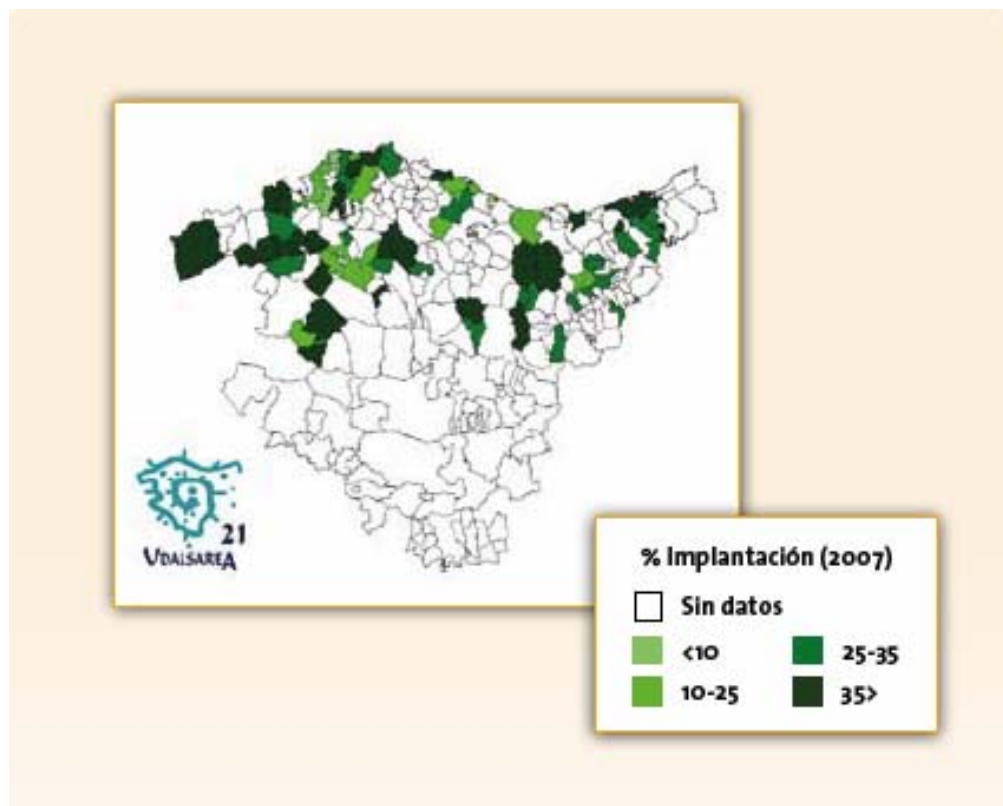 21
UDALSAREA
% Implantación (2007)
Sin datos
<10
25-35
10-25
35>